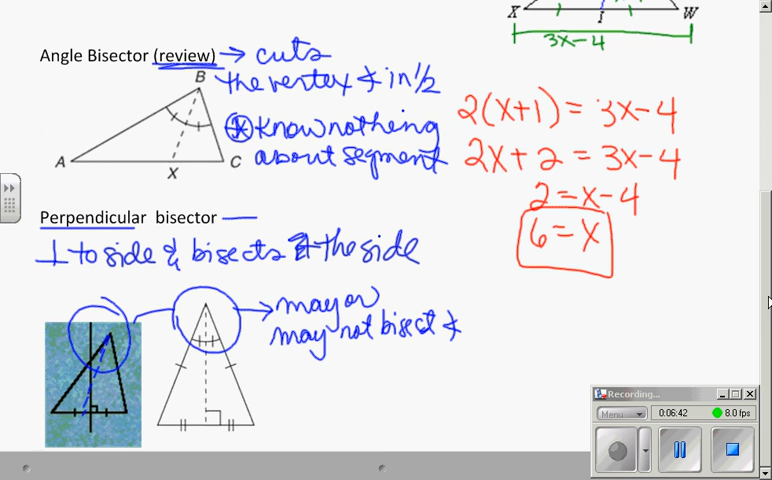 X I W
3x-4
Angle Bisector (review) → cuts
the vertex ∡ in 1/2
B
A X C
* know nothing
about segment
2(x+1) = 3x-4
2x+2 = 3x-4
2 = x-4
6 = x
Perpendicular bisector —
⊥ to side & bisects the side
→ may or
may not bisect ∡
Recording...
Menu
0:06:42
8.0 fps